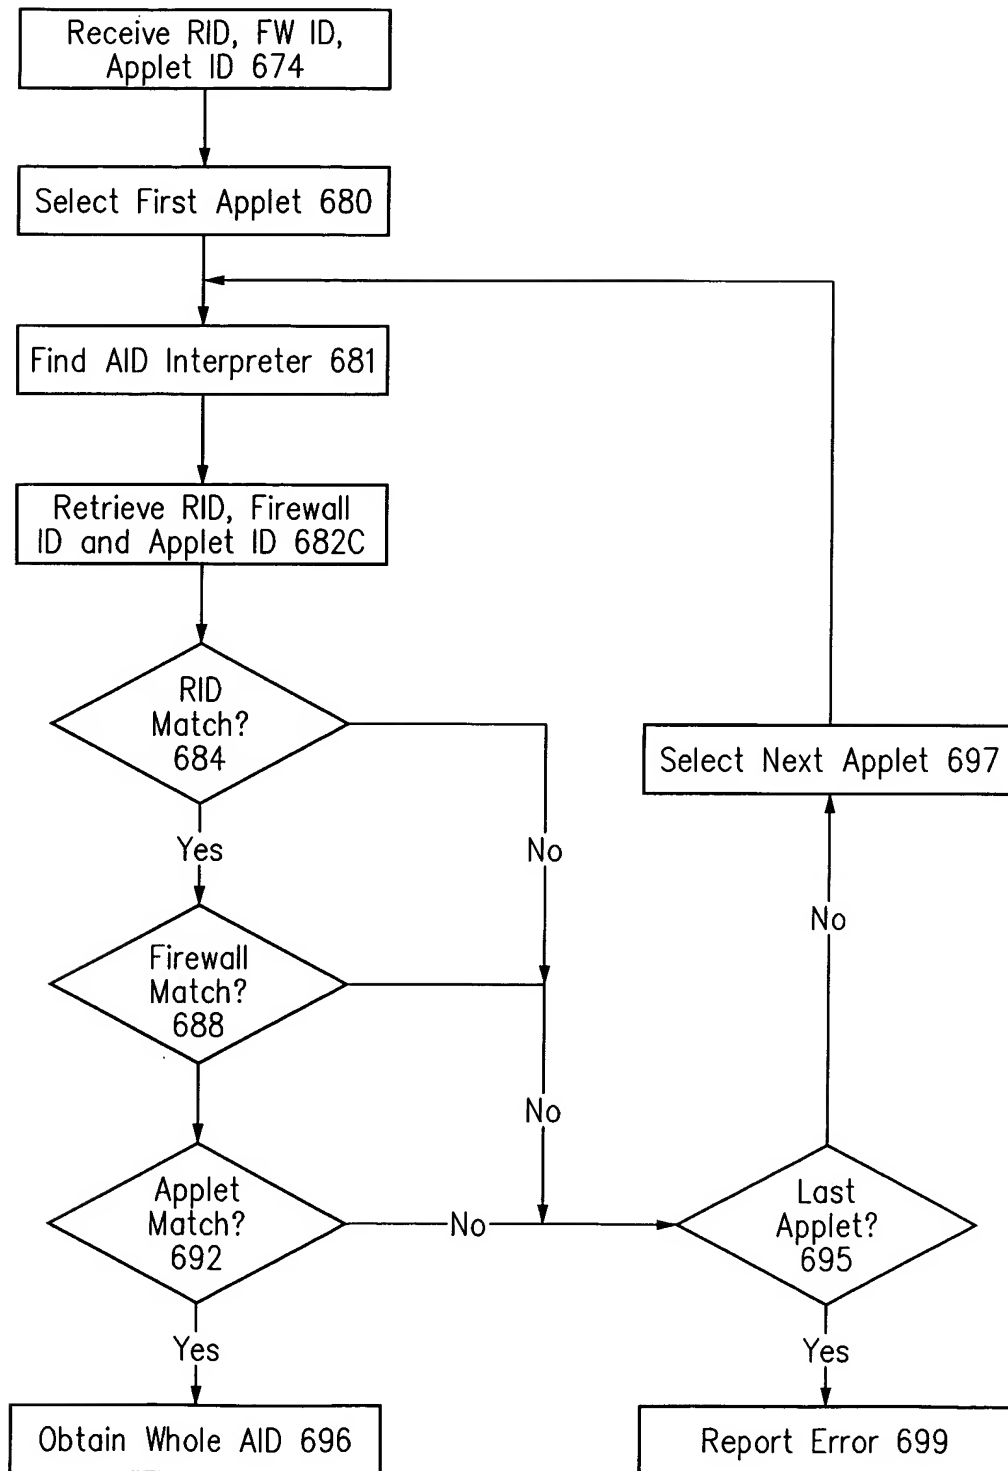 Receive RID, FW ID,
Applet ID 674
Select First Applet 680
Find AID Interpreter 681
Retrieve RID, Firewall
ID and Applet ID 682C
RID
Match?
684
Select Next Applet 697
Yes
No
No
Firewall
Match?
688
No
Applet
Match?
692
No
Last
Applet?
695
Yes
Yes
Obtain Whole AID 696
Report Error 699